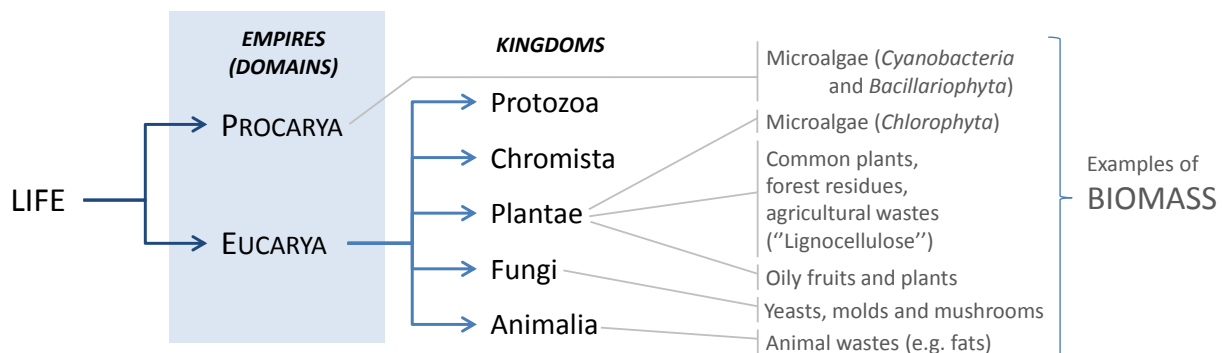 EMPIRES
(DOMAINS)
KINGDOMS
LIFE
PROCARYA
EUCARYA
Protozoa
Chromista
Plantae
Fungi
Animalia
Microalgae (Cyanobacteria
and Bacillariophyta)
Microalgae (Chlorophyta)
Common plants,
forest residues,
agricultural wastes
(‘‘Lignocellulose’’)
Oily fruits and plants
Yeasts, molds and mushrooms
Animal wastes (e.g. fats)
Examples of
BIOMASS